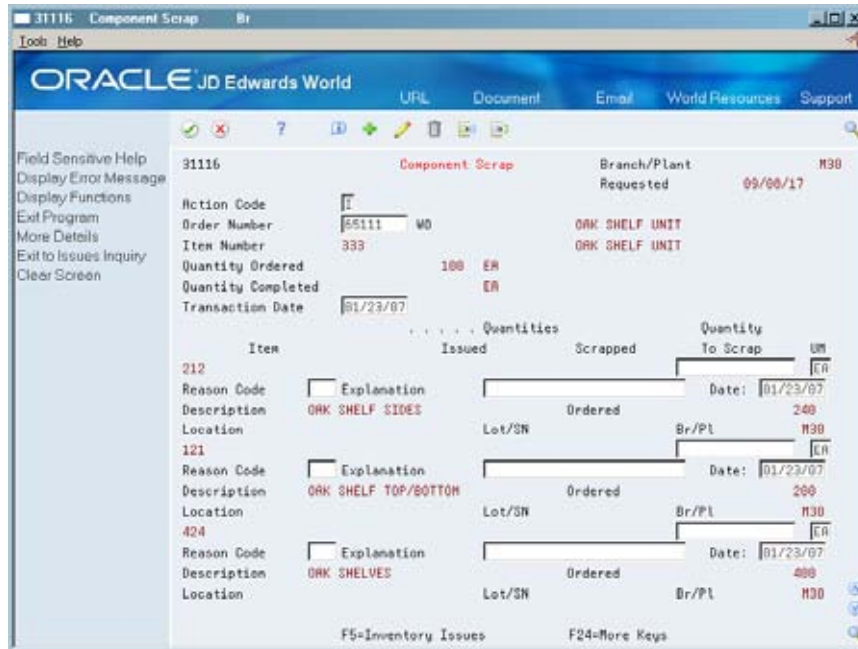 31116 Component Scrap Br
Tools Help
ORACLE JD Edwards World
URL Document Email World Resources Support
Field Sensitive Help
Display Error Message
Display Functions
Exit Program
More Details
Exit to Issues Inquiry
Clear Screen
31116 Component Scrap Branch/Plant M30
Requested 09/08/17
Action Code I
Order Number 65111 WO OAK SHELF UNIT
Item Number 333 OAK SHELF UNIT
Quantity Ordered 100 EA
Quantity Completed EA
Transaction Date 01/23/07
. . . . . Quantities Quantity
Item Issued Scrapped To Scrap UM
212 EA
Reason Code Explanation Date: 01/23/07
Description OAK SHELF SIDES Ordered 240
Location Lot/SN Br/Pl M30
121 EA
Reason Code Explanation Date: 01/23/07
Description OAK SHELF TOP/BOTTOM Ordered 200
Location Lot/SN Br/Pl M30
424 EA
Reason Code Explanation Date: 01/23/07
Description OAK SHELVES Ordered 400
Location Lot/SN Br/Pl M30
F5=Inventory Issues F24=More Keys